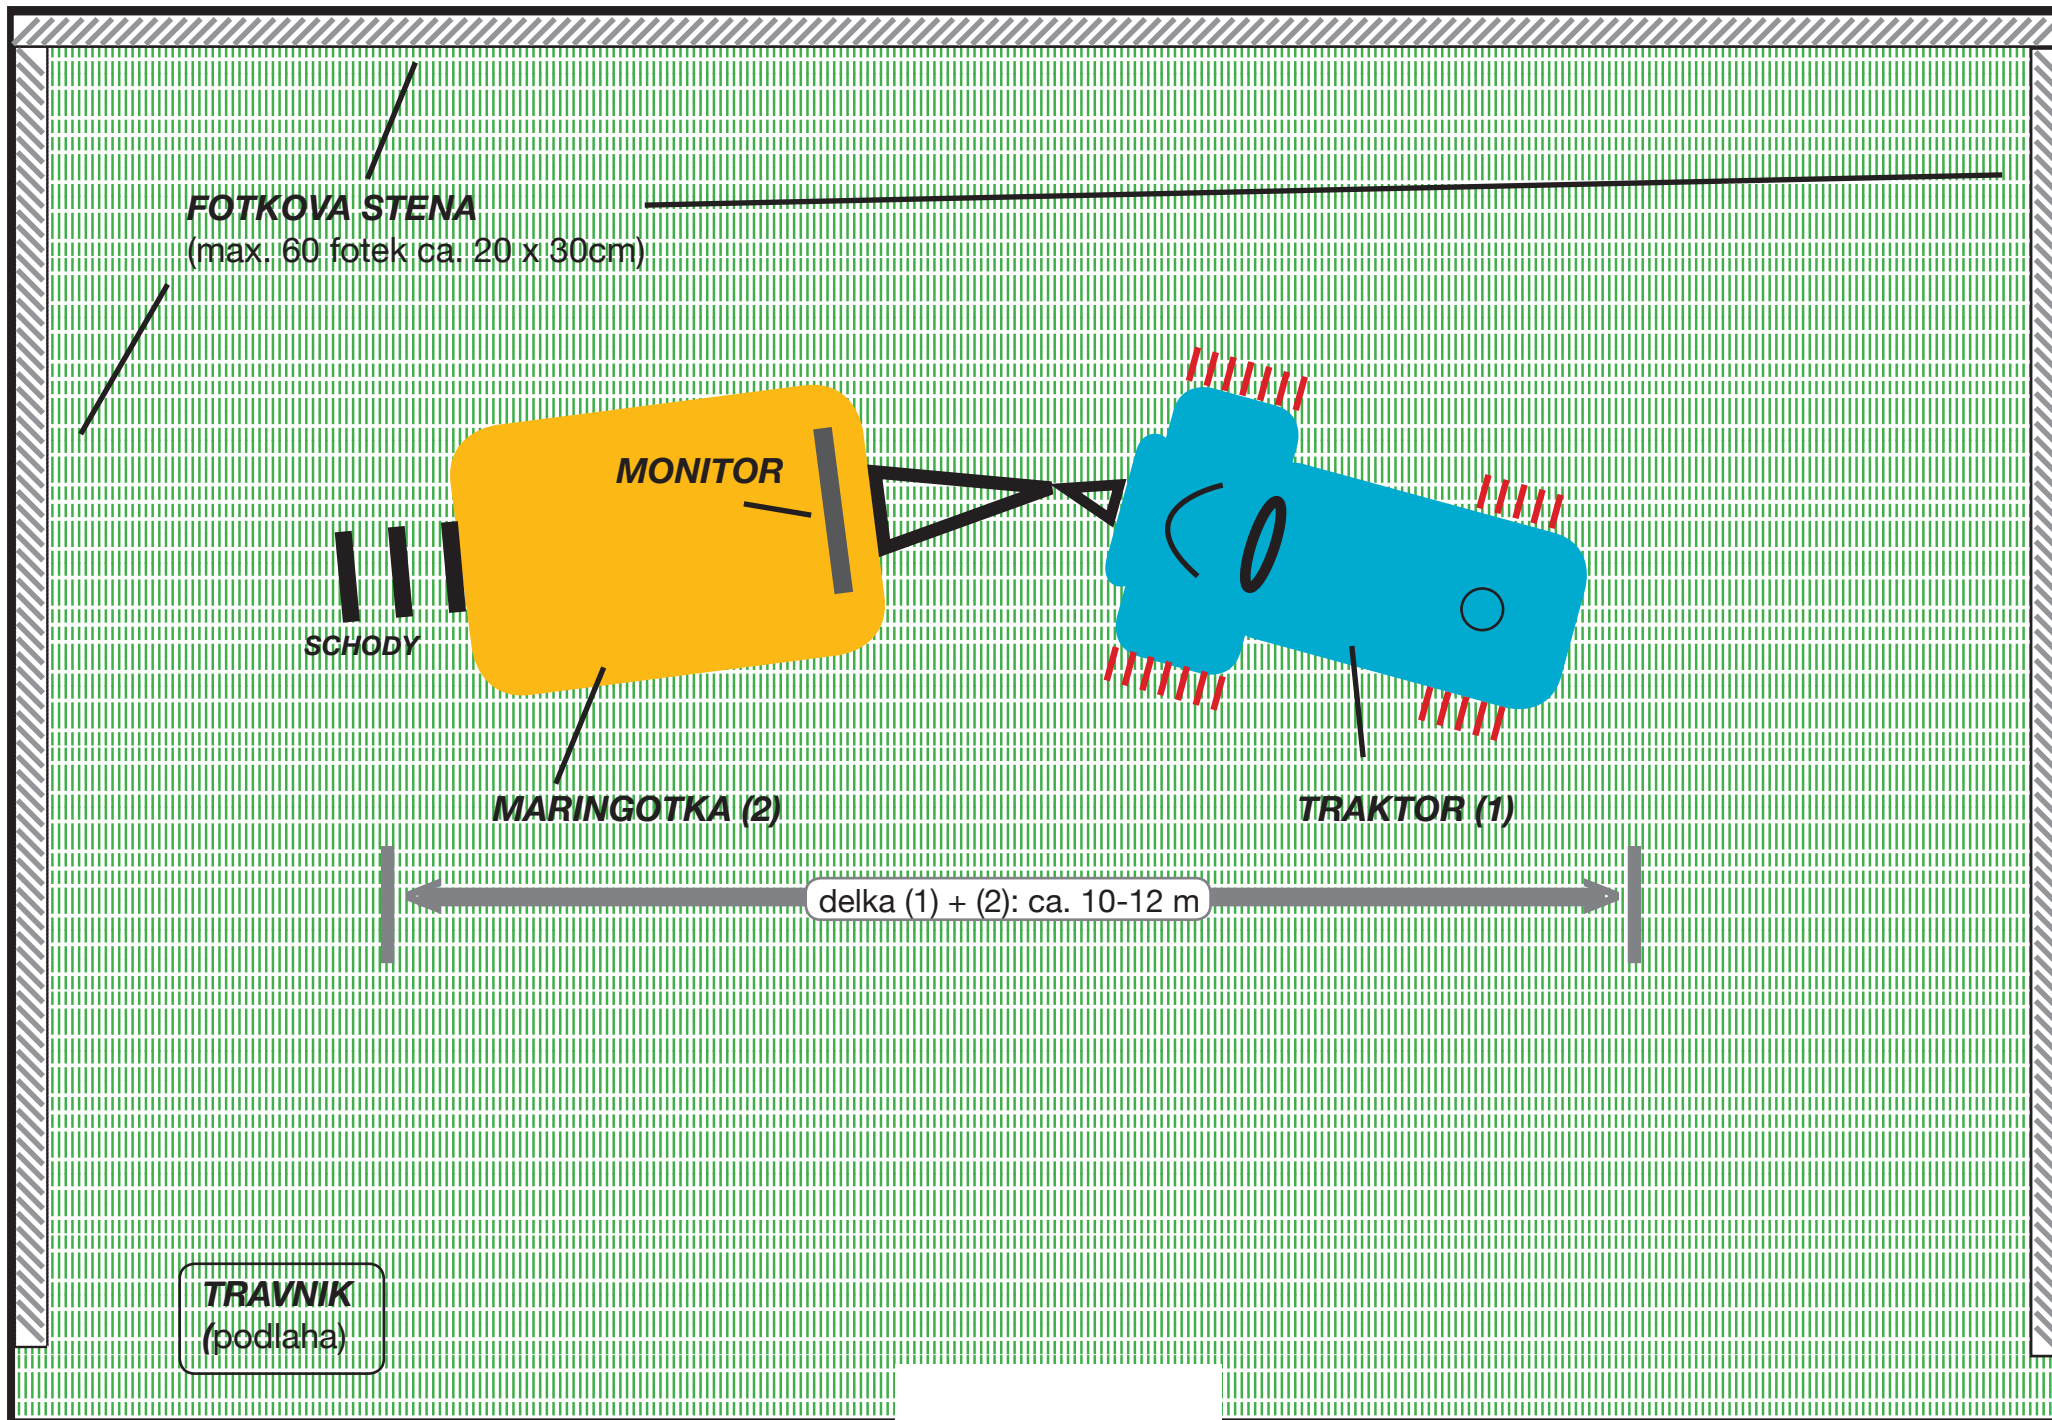 FOTKOVA STENA
(max. 60 fotek ca. 20 x 30cm)
MONITOR
SCHODY
MARINGOTKA (2)
TRAKTOR (1)
delka (1) + (2): ca. 10-12 m
TRAVNIK
(podlaha)